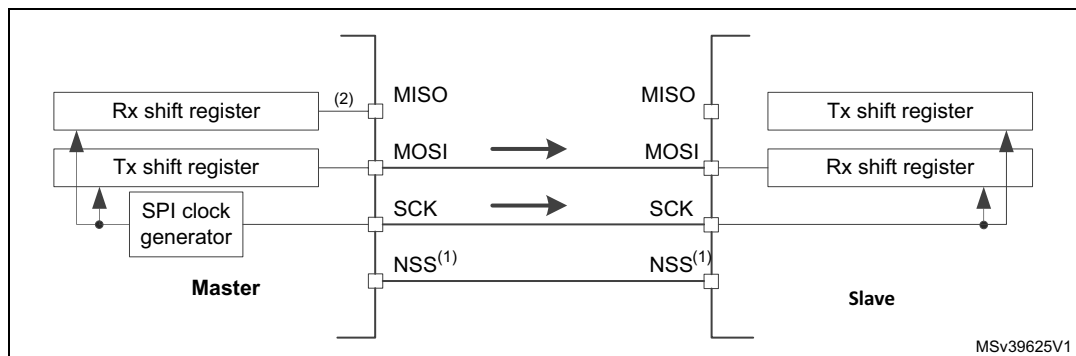 MISO
MISO
(2)
Rx shift register
Tx shift register
MOSI
MOSI
Tx shift register
Rx shift register
SCK
SCK
SPI clock
generator
NSS(1)
NSS(1)
Master
Slave
MSv39625V1